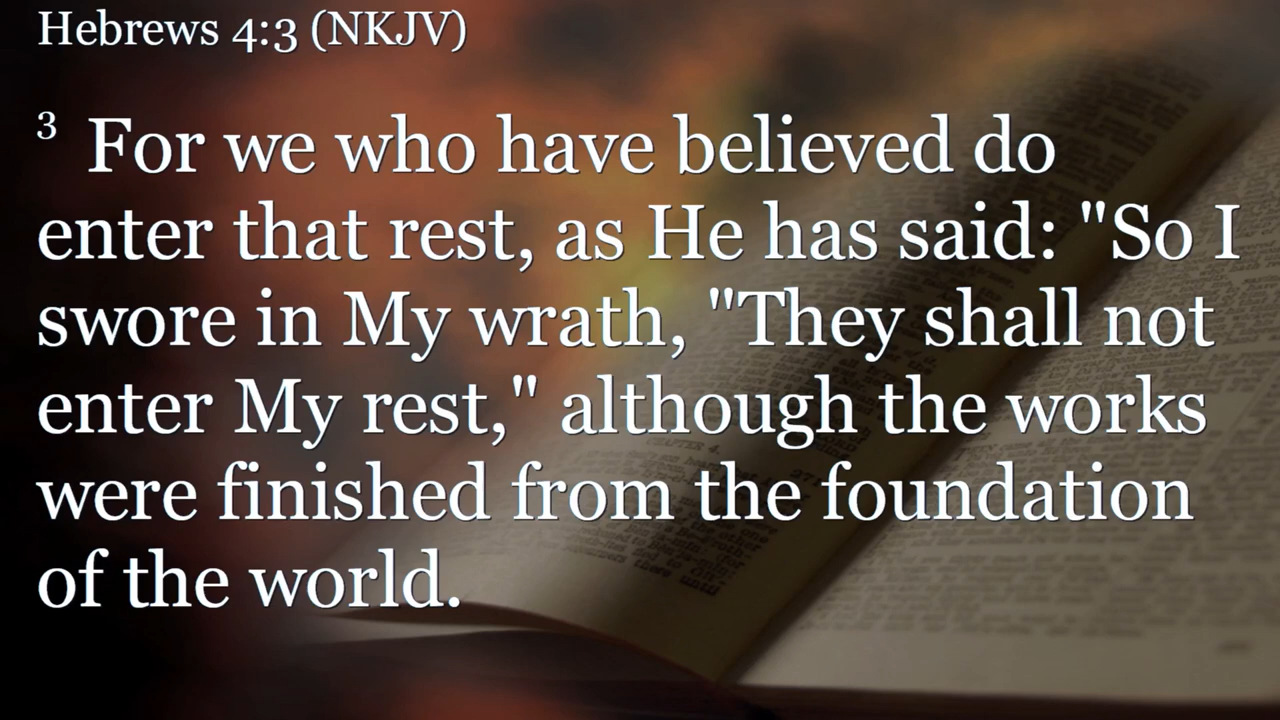 Hebrews 4:3 (NKJV)
3 For we who have believed do
enter that rest, as He has said: "So I
swore in My wrath, "They shall not
enter My rest," although the works
were finished from the foundation
of the world.
CHAPTER 4.